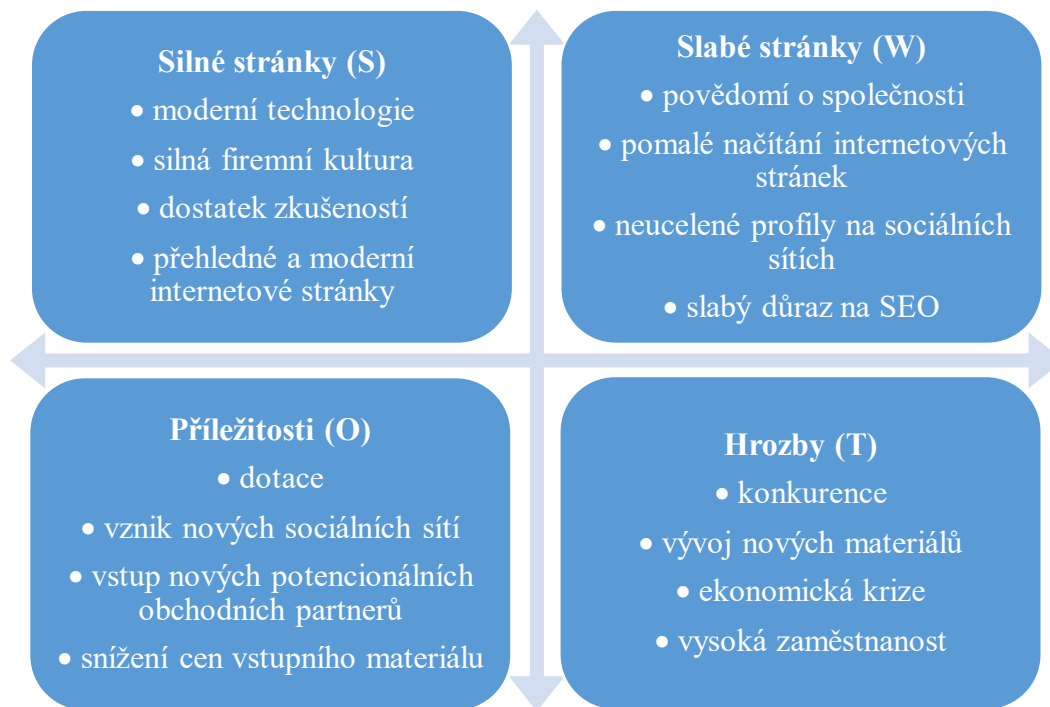 Silné stránky (S)
• moderní technologie
• silná firemní kultura
• dostatek zkušeností
• přehledné a moderní
internetové stránky
Slabé stránky (W)
• povědomí o společnosti
• pomalé načítání internetových
stránek
• neucelené profily na sociálních
sítích
• slabý důraz na SEO
Příležitosti (O)
• dotace
• vznik nových sociálních sítí
• vstup nových potencionálních
obchodních partnerů
• snížení cen vstupního materiálu
Hrozby (T)
• konkurence
• vývoj nových materiálů
• ekonomická krize
• vysoká zaměstnanost